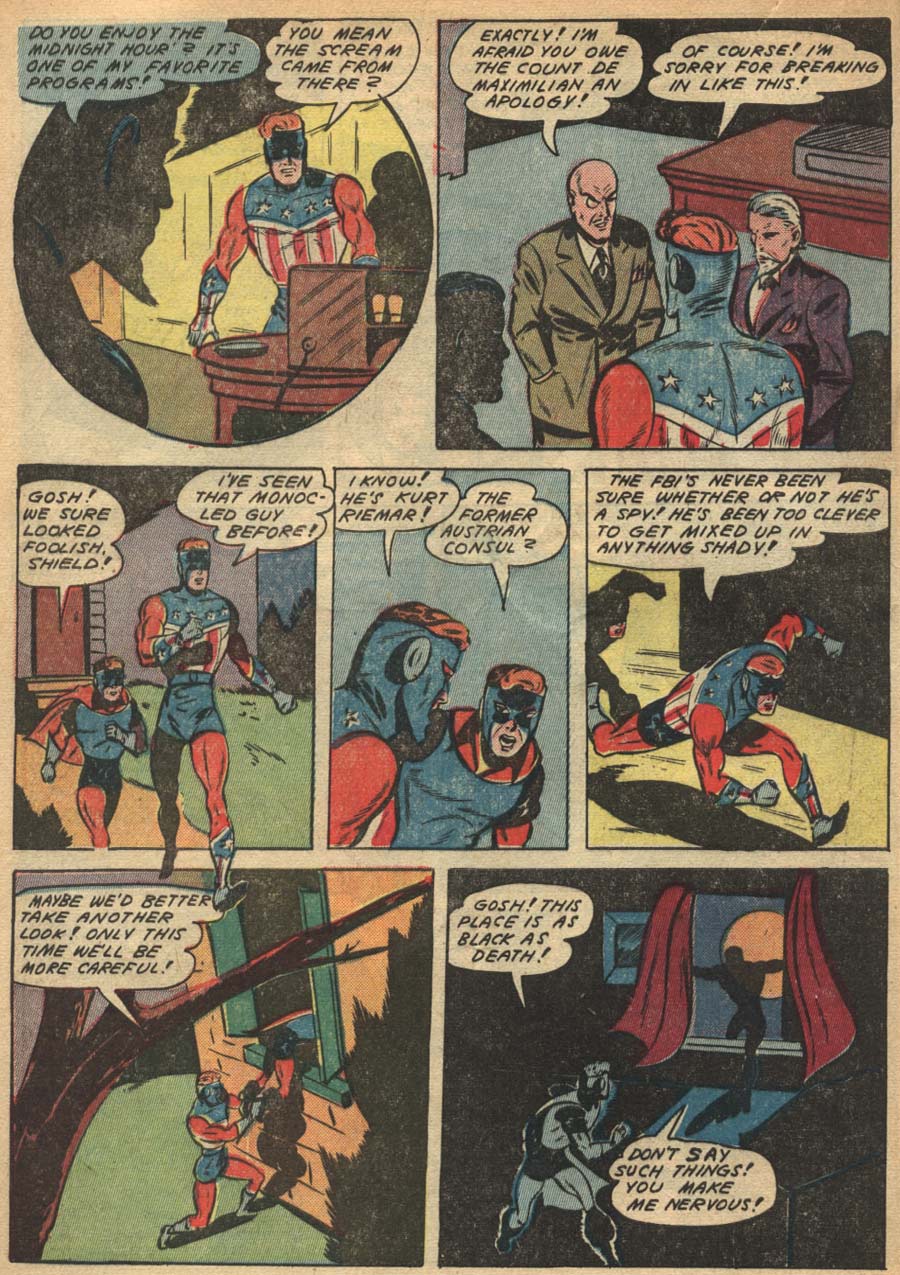 DO YOU ENJOY THE
MIDNIGHT HOUR? IT'S
ONE OF MY FAVORITE
PROGRAMS!
YOU MEAN
THE SCREAM
CAME FROM
THERE?
EXACTLY! I'M
AFRAID YOU OWE
THE COUNT DE
MAXIMILIAN AN
APOLOGY!
OF COURSE! I'M
SORRY FOR BREAKING
IN LIKE THIS!
GOSH!
WE SURE
LOOKED
FOOLISH,
SHIELD!
I'VE SEEN
THAT MONOC-
LED GUY
BEFORE!
I KNOW!
HE'S KURT
RIEMAR!
THE
FORMER
AUSTRIAN
CONSUL?
THE FBI'S NEVER BEEN
SURE WHETHER OR NOT HE'S
A SPY! HE'S BEEN TOO CLEVER
TO GET MIXED UP IN
ANYTHING SHADY!
MAYBE WE'D BETTER
TAKE ANOTHER
LOOK! ONLY THIS
TIME WE'LL BE
MORE CAREFUL!
GOSH! THIS
PLACE IS AS
BLACK AS
DEATH!
DON'T SAY
SUCH THINGS!
YOU MAKE
ME NERVOUS!